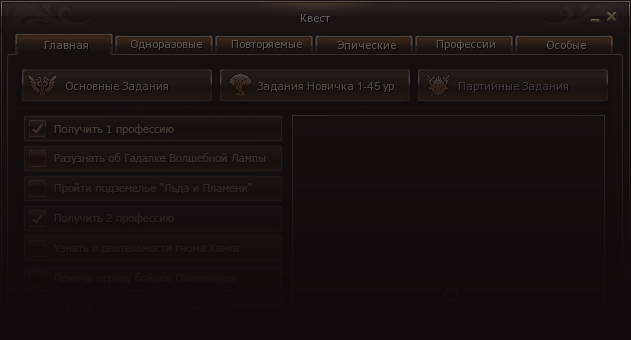 Квест
Главная Одноразовые Повторяемые Эпические Профессии Особые
Основные Задания Задания Новичка 1-45 ур. Партийные Задания
Получить 1 профессию
Разузнать об Гадалке Волшебной Лампы
Пройти подземелье "Льда и Пламени"
Получить 2 профессию
Узнать о деятельности гнома Ханка